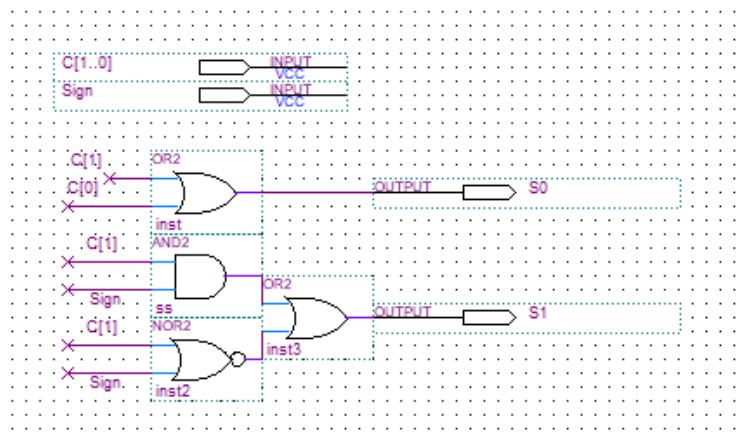 C[1..0] INPUT
VCC
Sign INPUT
VCC
C[1] OR2
C[0] OUTPUT S0
inst
C[1] AND2
Sign OR2
ss OUTPUT S1
C[1] NOR2
inst3
Sign
inst2